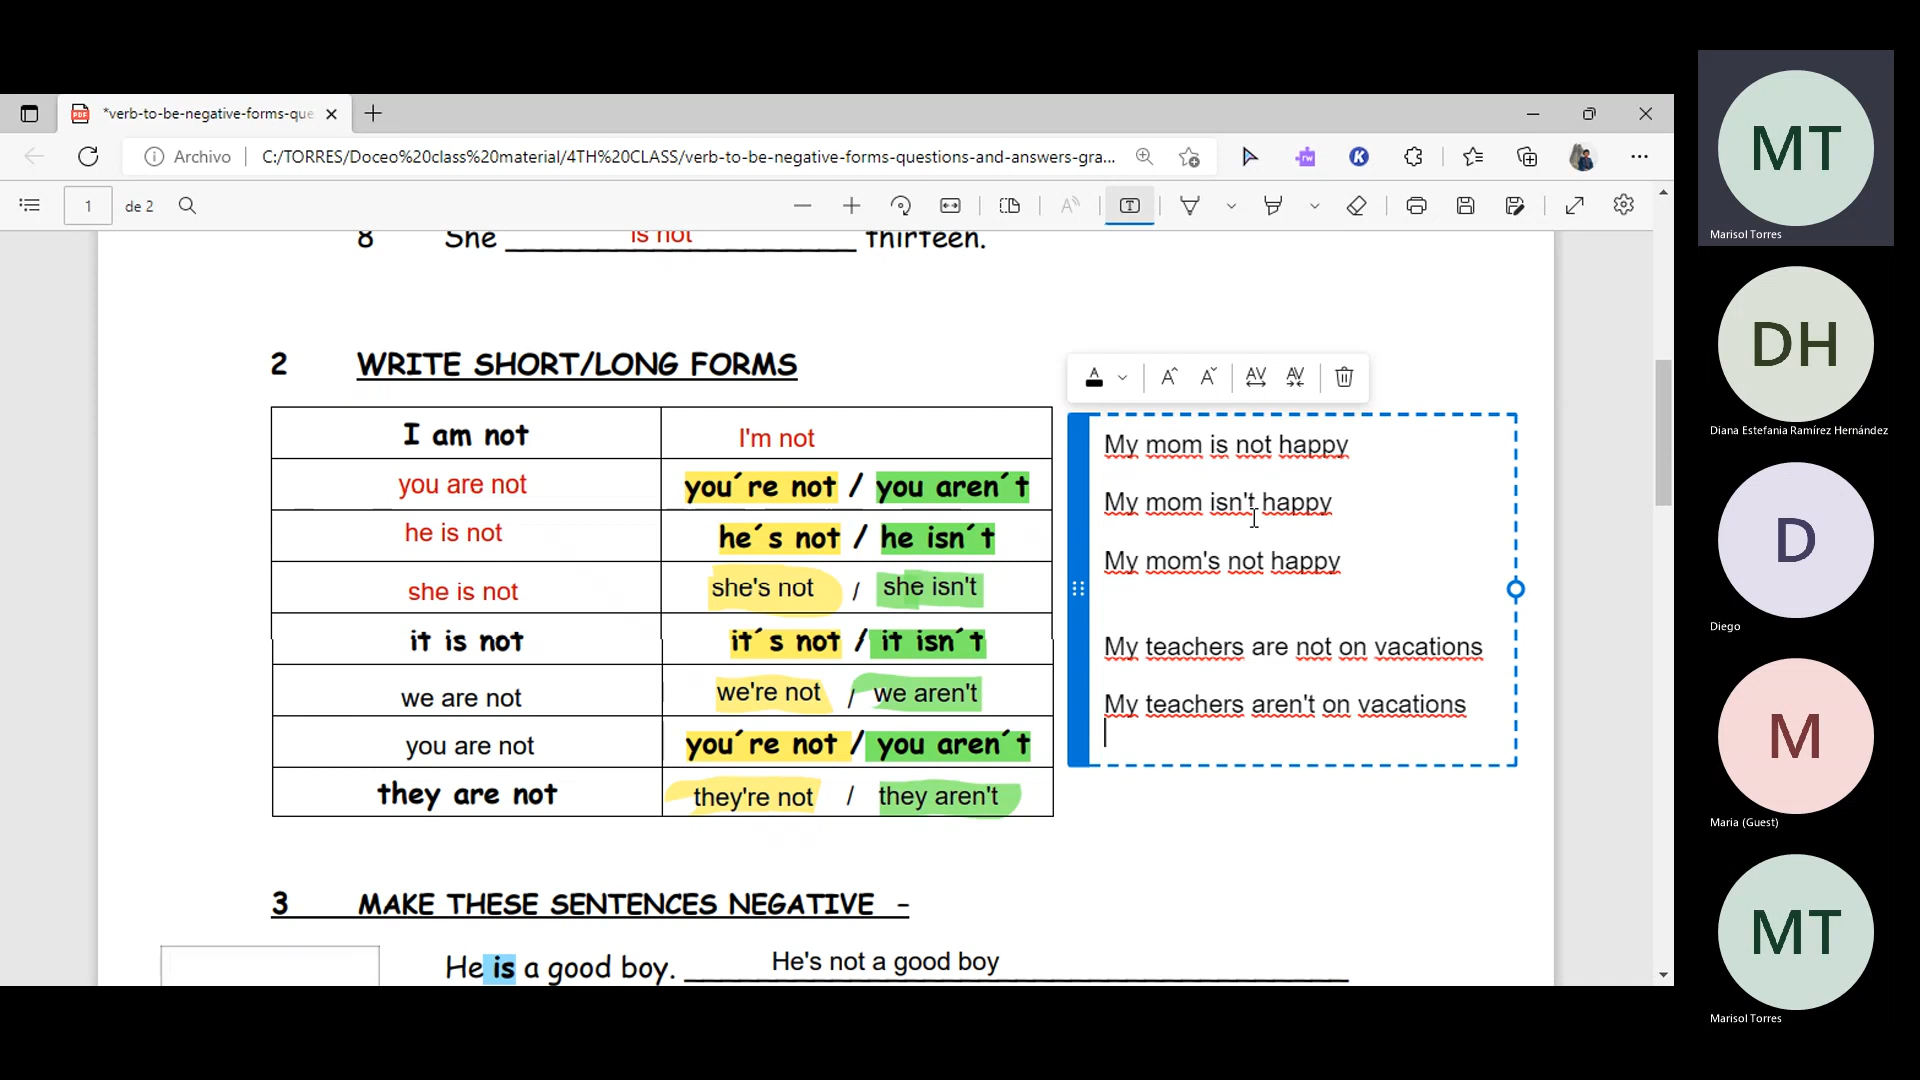 *verb-to-be-negative-forms-que
Archivo
C:/TORRES/Doceo%20class%20material/4TH%20CLASS/verb-to-be-negative-forms-questions-and-answers-gra...
1 de 2
8 She is not thirteen.
2 WRITE SHORT/LONG FORMS
I am not I'm not
you are not you´re not / you aren´t
he is not he´s not / he isn´t
she is not she's not / she isn't
it is not it´s not / it isn´t
we are not we're not / we aren't
you are not you´re not / you aren´t
they are not they're not / they aren't
My mom is not happy
My mom isn't happy
My mom's not happy
My teachers are not on vacations
My teachers aren't on vacations
3 MAKE THESE SENTENCES NEGATIVE -
He is a good boy. He's not a good boy
MT
Marisol Torres
DH
Diana Estefania Ramírez Hernández
D
Diego
M
Maria (Guest)
MT
Marisol Torres